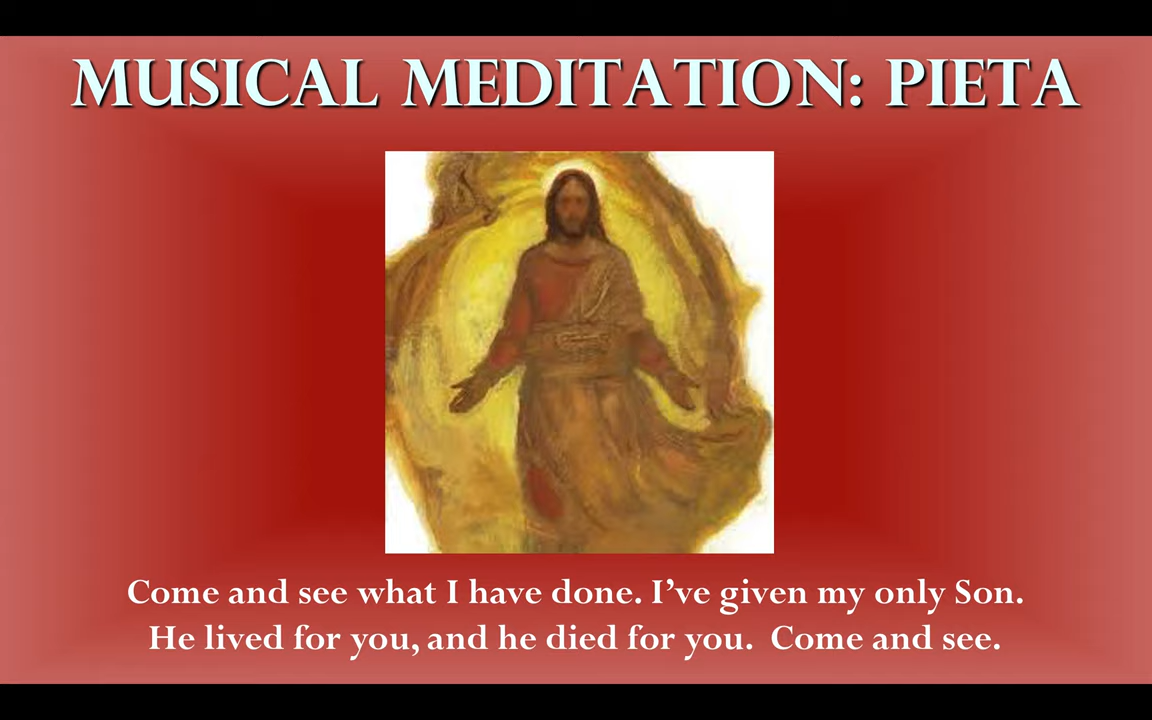 MUSICAL MEDITATION: PIETA
Come and see what I have done. I’ve given my only Son.
He lived for you, and he died for you.  Come and see.